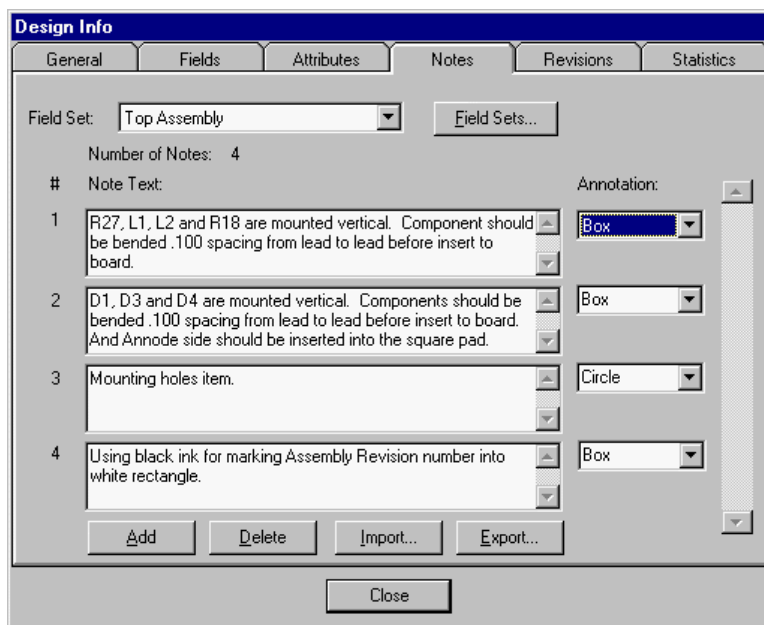 Design Info
General Fields Attributes Notes Revisions Statistics
Field Set: Top Assembly Field Sets...
Number of Notes: 4
# Note Text: Annotation:
1 R27, L1, L2 and R18 are mounted vertical. Component should Box
be bended .100 spacing from lead to lead before insert to
board.
2 D1, D3 and D4 are mounted vertical. Components should be Box
bended .100 spacing from lead to lead before insert to board.
And Annode side should be inserted into the square pad.
3 Mounting holes item. Circle
4 Using black ink for marking Assembly Revision number into Box
white rectangle.
Add Delete Import... Export...
Close